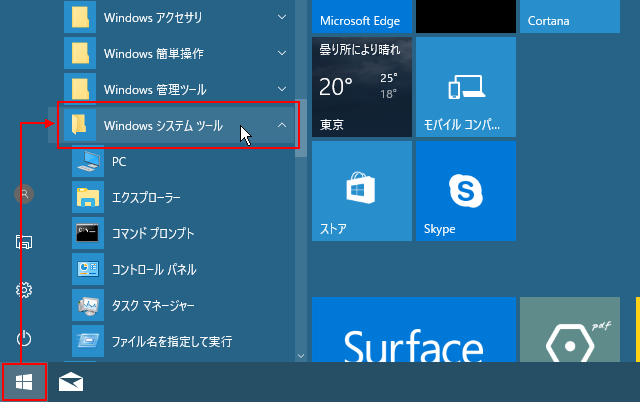 Windows アクセサリ
Windows 簡単操作
Windows 管理ツール
Windows システム ツール
PC
エクスプローラー
コマンド プロンプト
コントロール パネル
タスク マネージャー
ファイル名を指定して実行
Microsoft Edge
Cortana
曇り所により晴れ
20°
25°
18°
東京
モバイル コンパ...
ストア
Skype
Surface
pdf